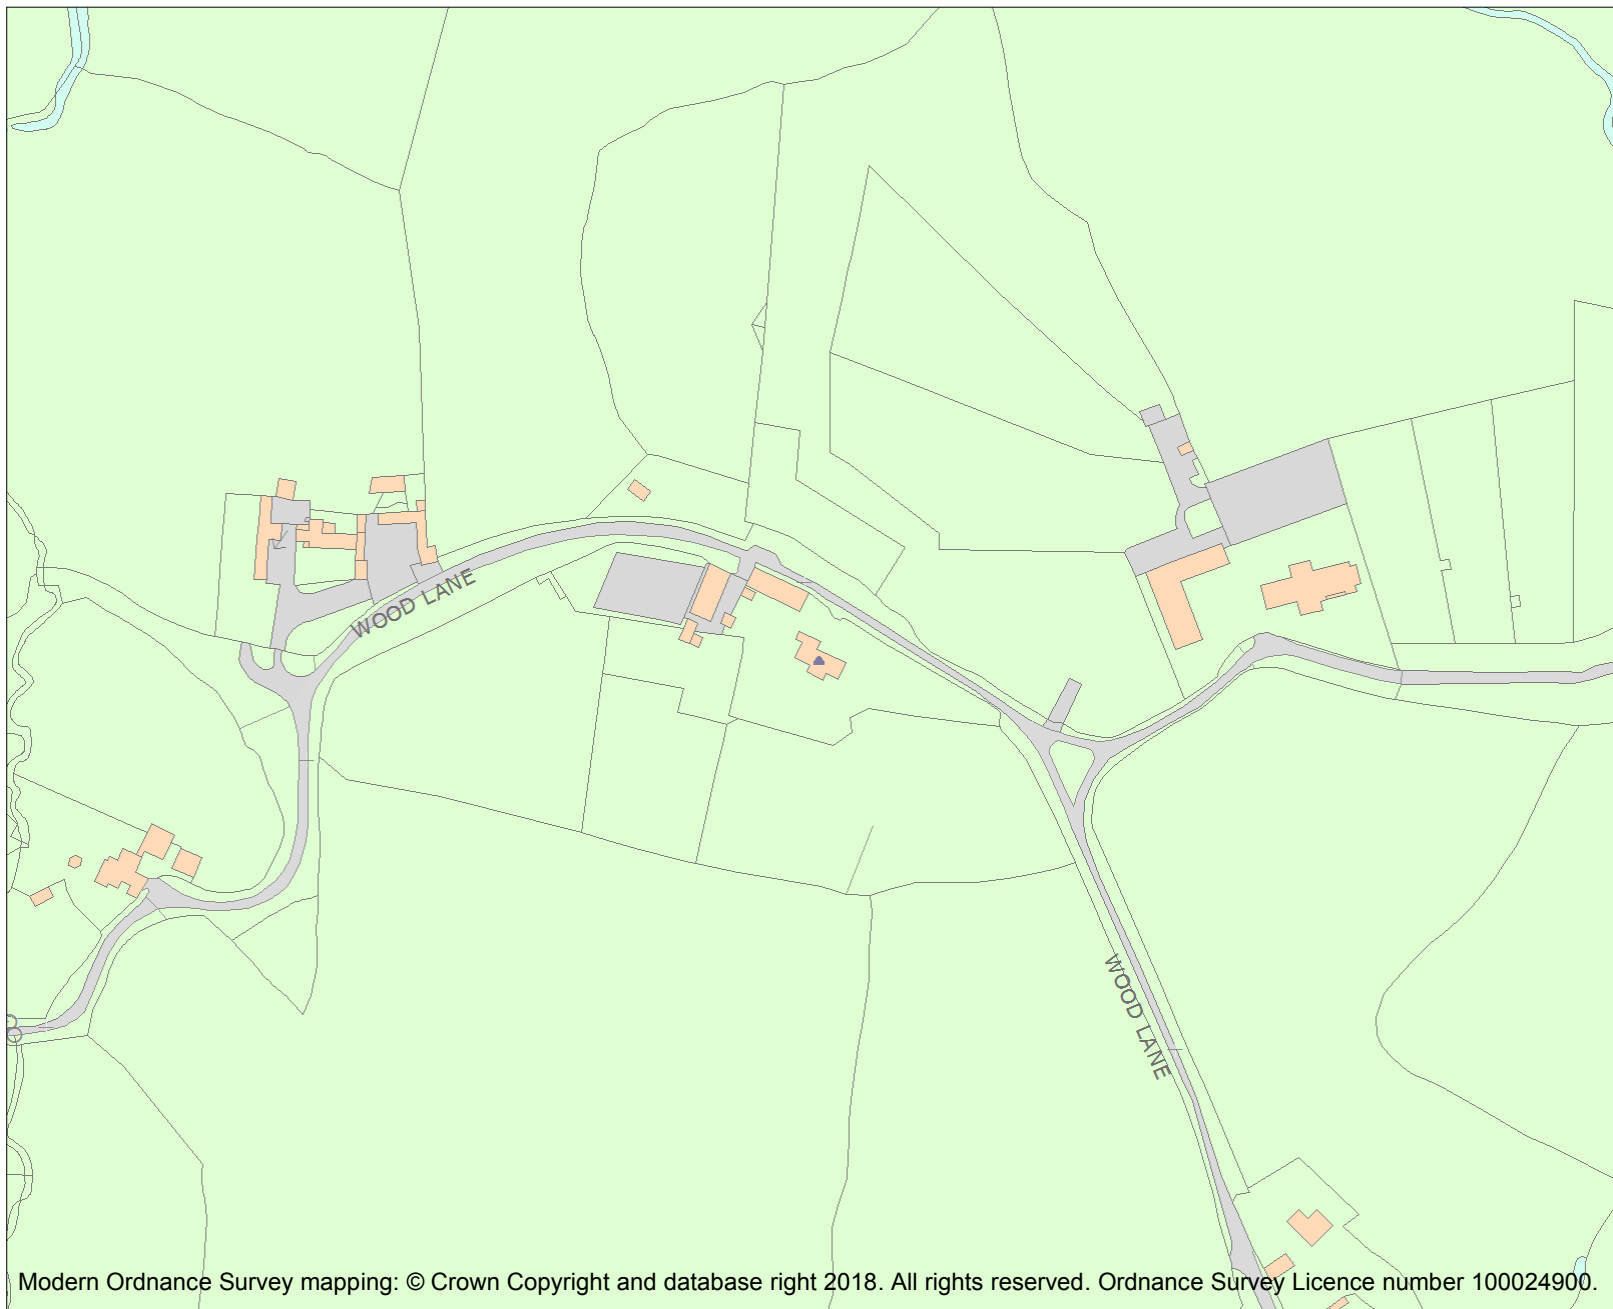 WOOD LANE
WOOD LANE
Modern Ordnance Survey mapping: © Crown Copyright and database right 2018. All rights reserved. Ordnance Survey Licence number 100024900.